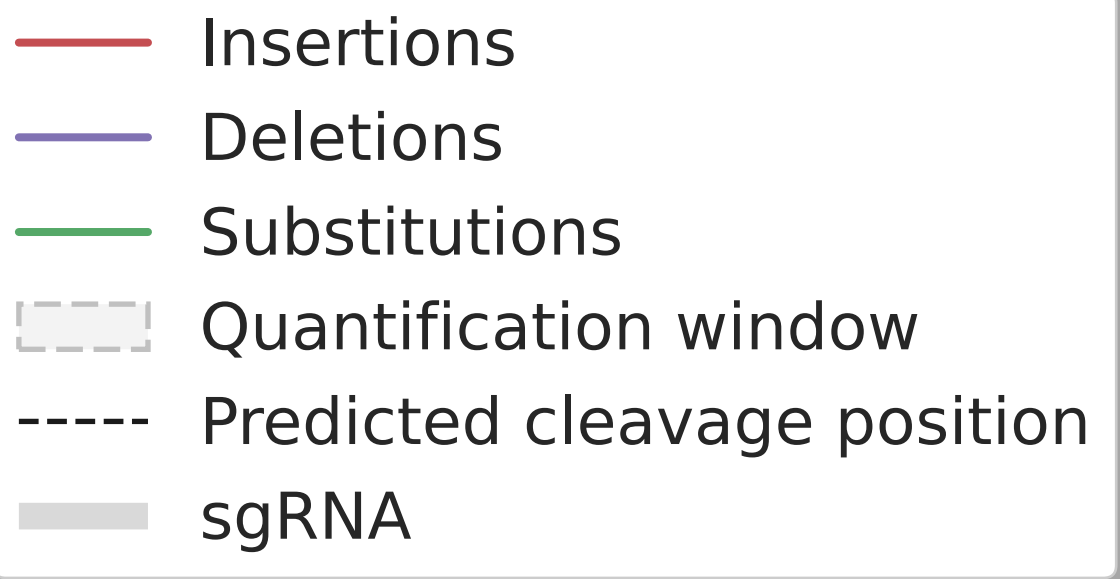 Insertions
Deletions
Substitutions
Quantification window
Predicted cleavage position
sgRNA